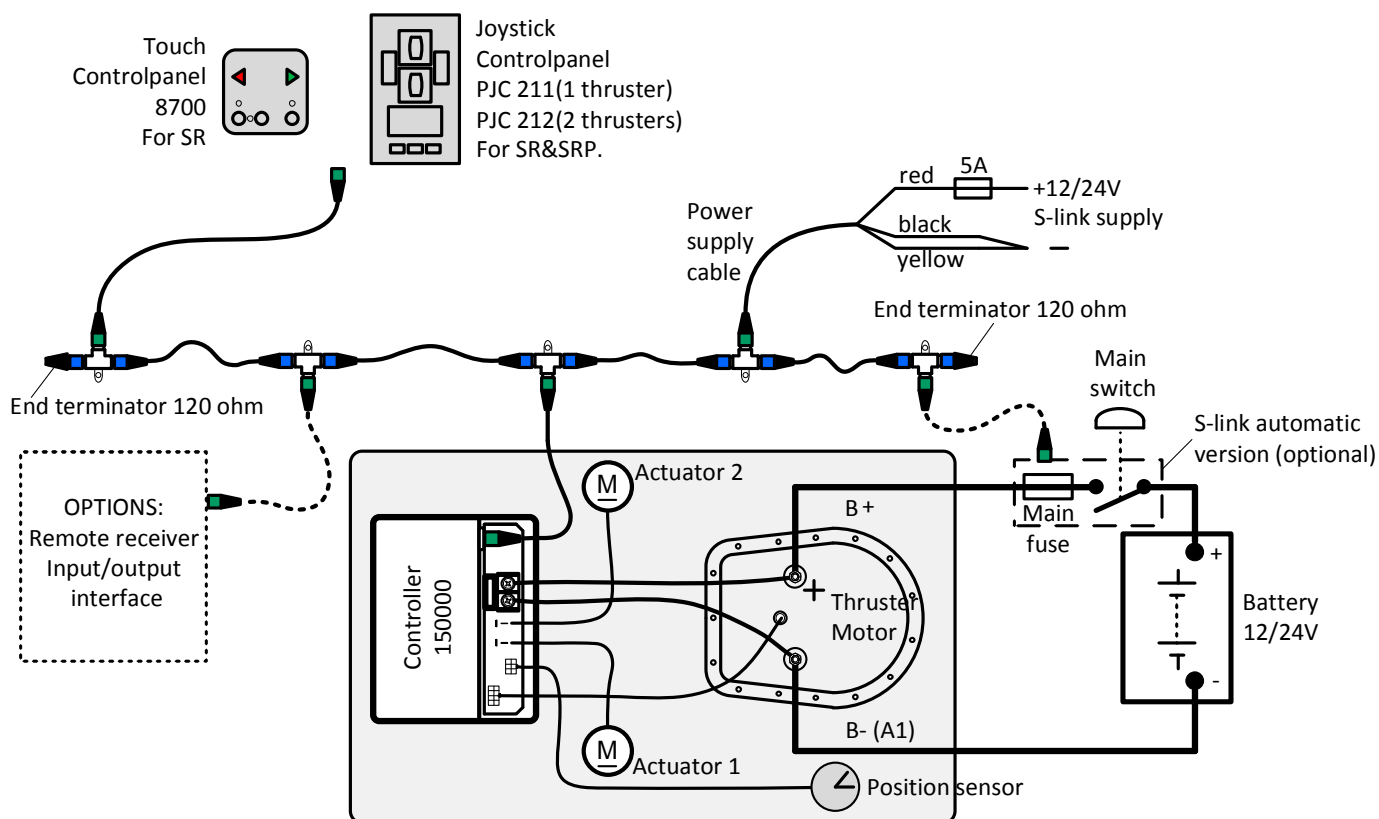 Touch
Controlpanel
8700
For SR
Joystick
Controlpanel
PJC 211(1 thruster)
PJC 212(2 thrusters)
For SR&SRP.
Power
supply
cable
red
5A
+12/24V
S-link supply
black
yellow
End terminator 120 ohm
End terminator 120 ohm
Main
switch
S-link automatic
version (optional)
OPTIONS:
Remote receiver
Input/output
interface
Controller
150000
M
Actuator 2
B +
Main
fuse
+
Thruster
Motor
+
-
Battery
12/24V
B- (A1)
M
Actuator 1
Position sensor